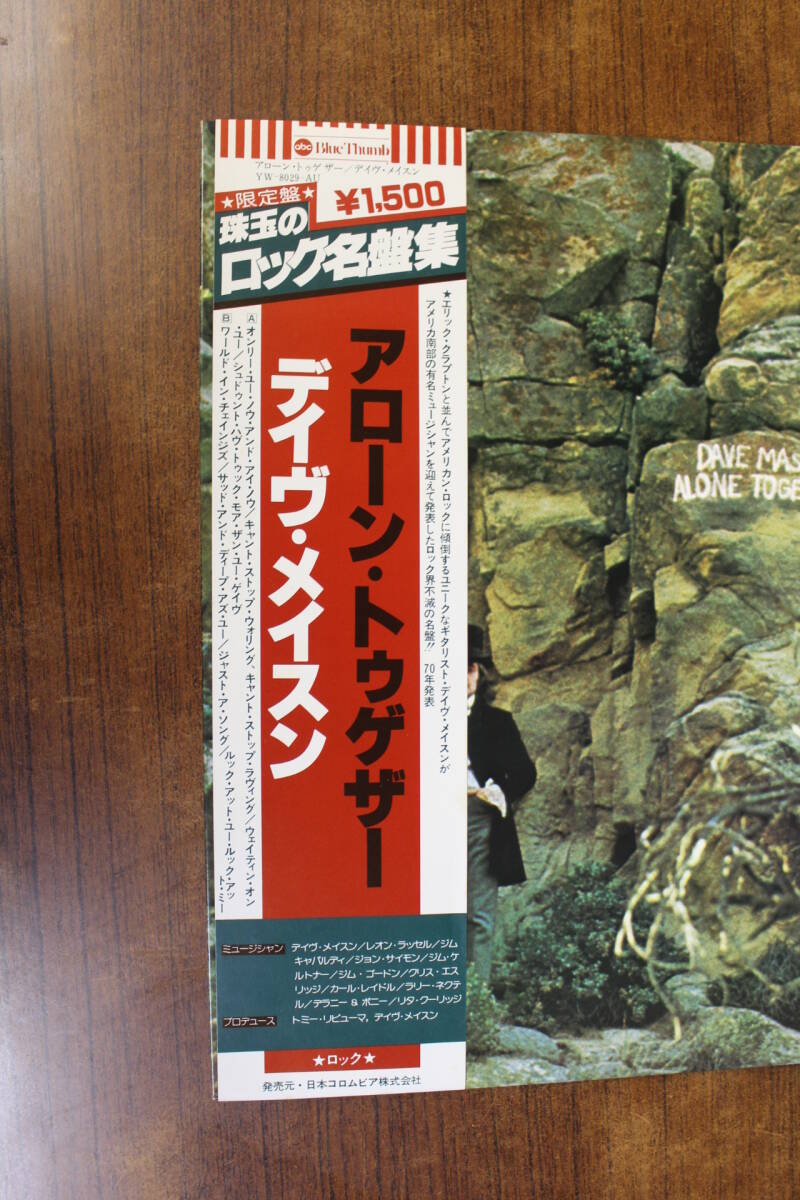 abc Blue Thumb
アローン・トゥゲザー/デイヴ・メイスン
YW-8029-AU
★限定盤★
¥1,500
珠玉の
ロック名盤集
★エリック・クラプトンと並んでアメリカン・ロックに傾倒するユニークなギタリスト・デイヴ・メイスンが
アメリカ南部の有名ミュージシャンを迎えて発表したロック界不滅の名盤!! 70年発表
アローン・トゥゲザー
デイヴ・メイスン
A オンリー・ユー・ノウ・アンド・アイ・ノウ/キャント・ストップ・ウォリング、キャント・ストップ・ラヴィング/ウェイティン・オン
・ユー/シュドゥント・ハヴ・トゥック・モア・ザン・ユー・ゲイヴ
B ワールド・イン・チェインジズ/サッド・アンド・ディープ・アズ・ユー/ジャスト・ア・ソング/ルック・アット・ユー・ルック・アッ
ト・ミー
ミュージシャン デイヴ・メイスン/レオン・ラッセル/ジム
キャパルディ/ジョン・サイモン/ジム・ケ
ルトナー/ジム・ゴードン/クリス・エス
リッジ/カール・レイドル/ラリー・ネクテ
ル/デラニー & ボニー/リタ・クーリッジ
プロデュース トミー・リピューマ, デイヴ・メイスン
★ロック★
発売元・日本コロムビア株式会社
DAVE MAS
ALONE TOGE